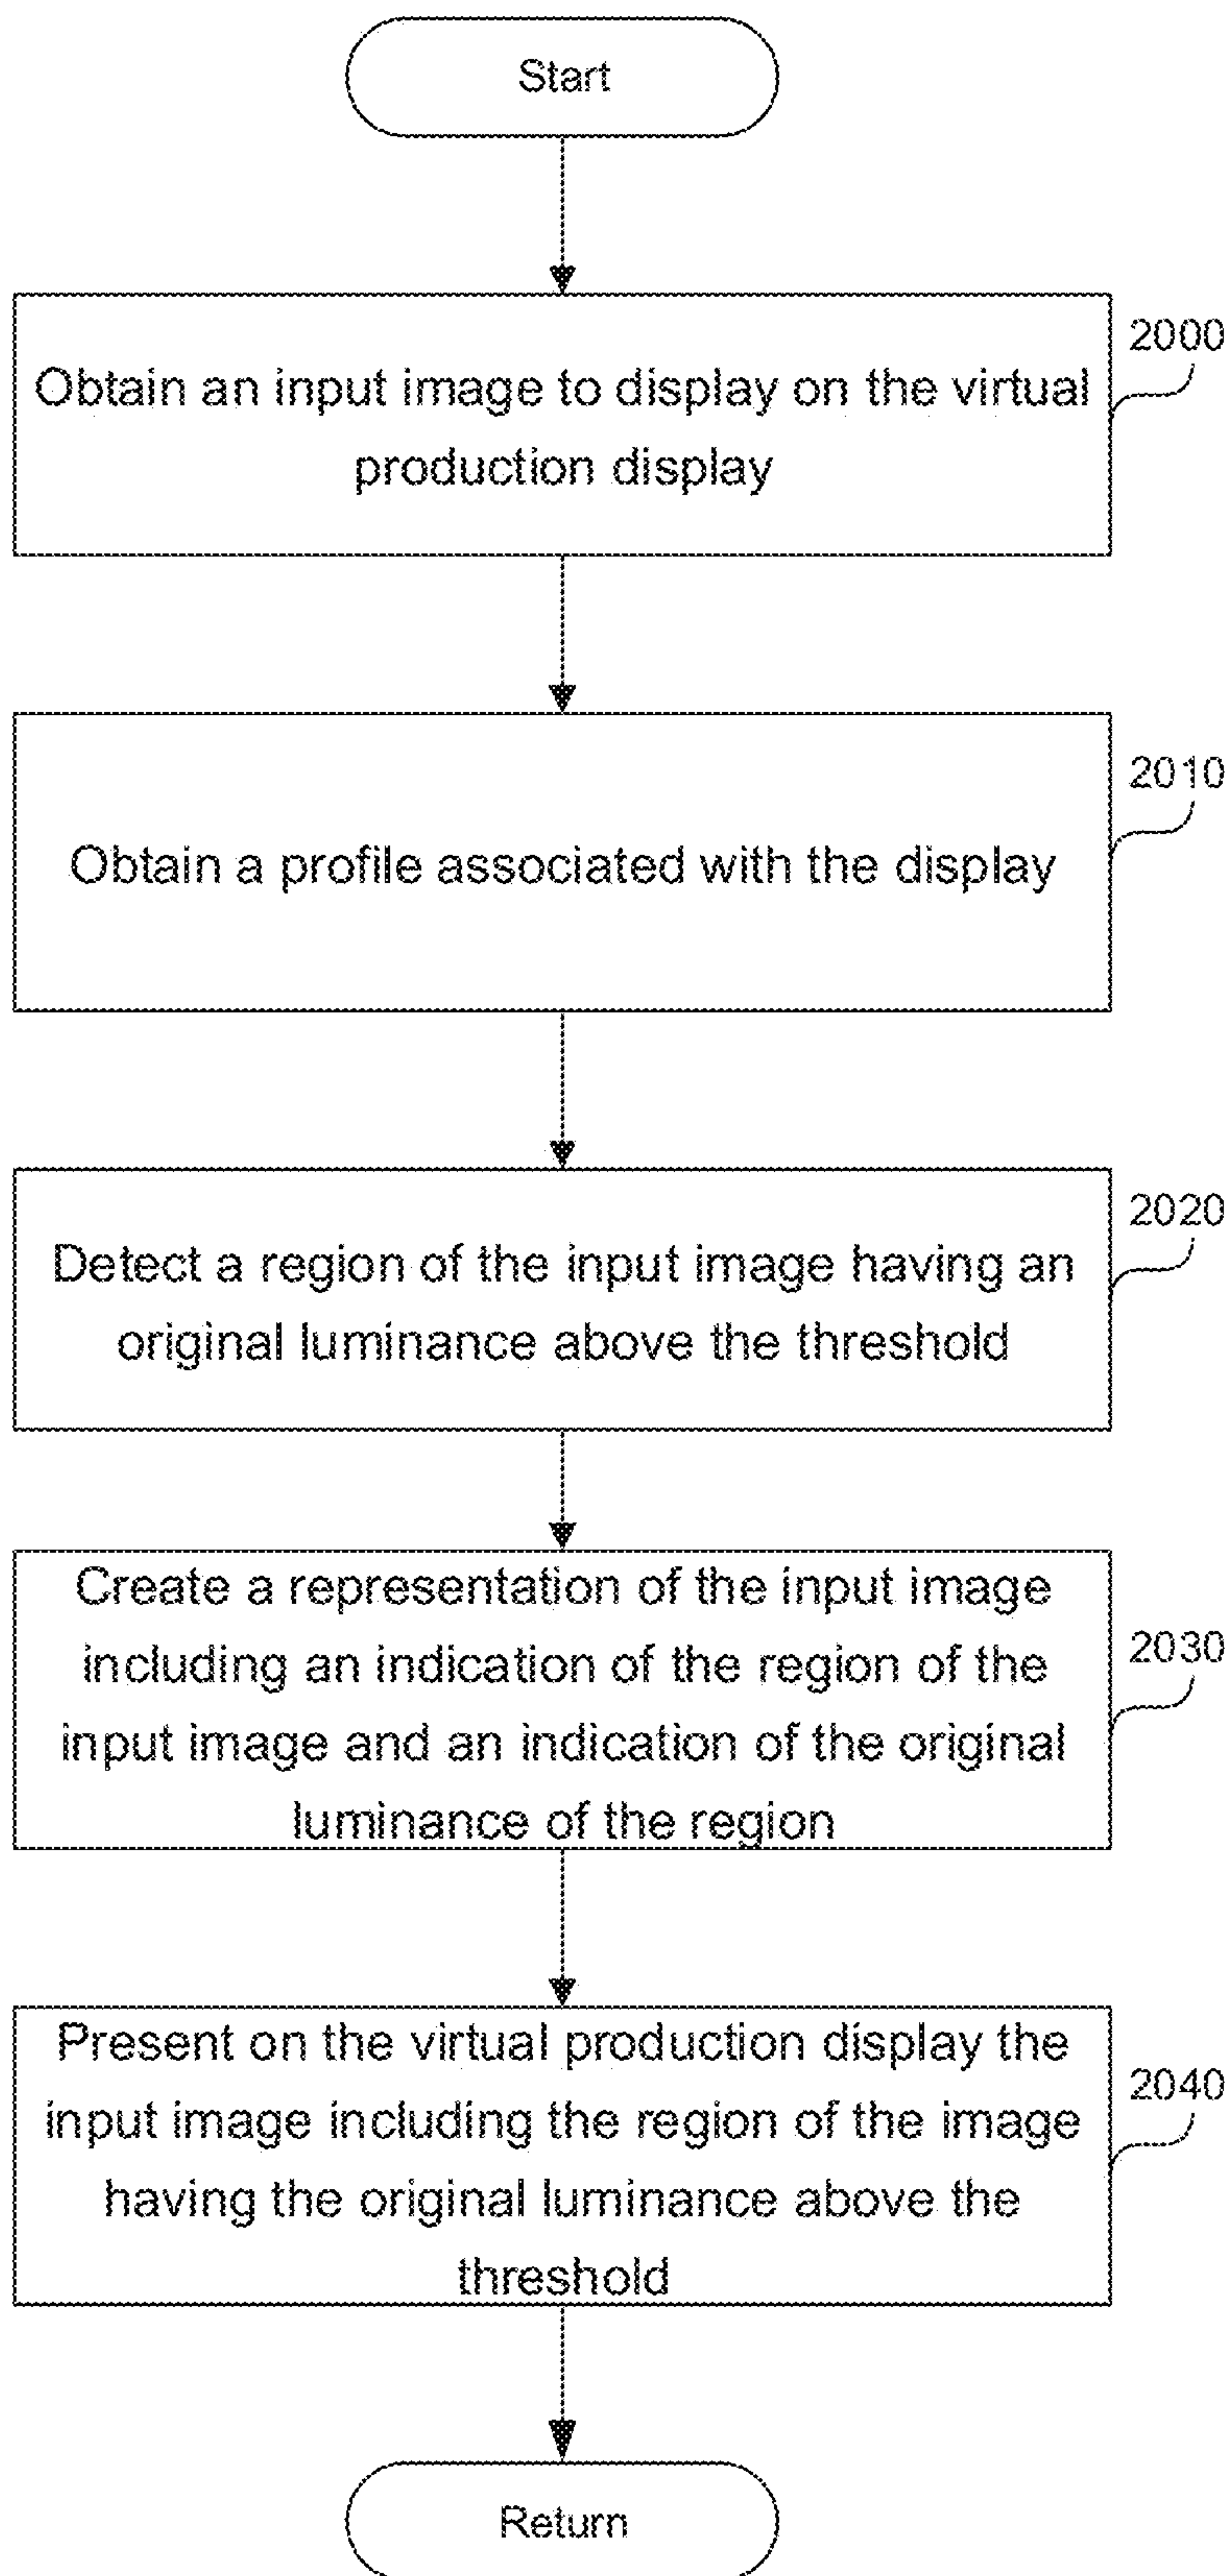 Start
2000
Obtain an input image to display on the virtual
production display
2010
Obtain a profile associated with the display
2020
Detect a region of the input image having an
original luminance above the threshold
Create a representation of the input image
including an indication of the region of the
2030
input image and an indication of the original
luminance of the region
Present on the virtual production display the
2040
input image including the region of the image
having the original luminance above the
threshold
Return